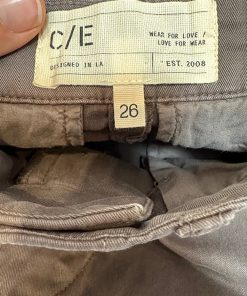 C/E
WEAR FOR LOVE /
LOVE FOR WEAR
DESIGNED IN LA
EST. 2008
26